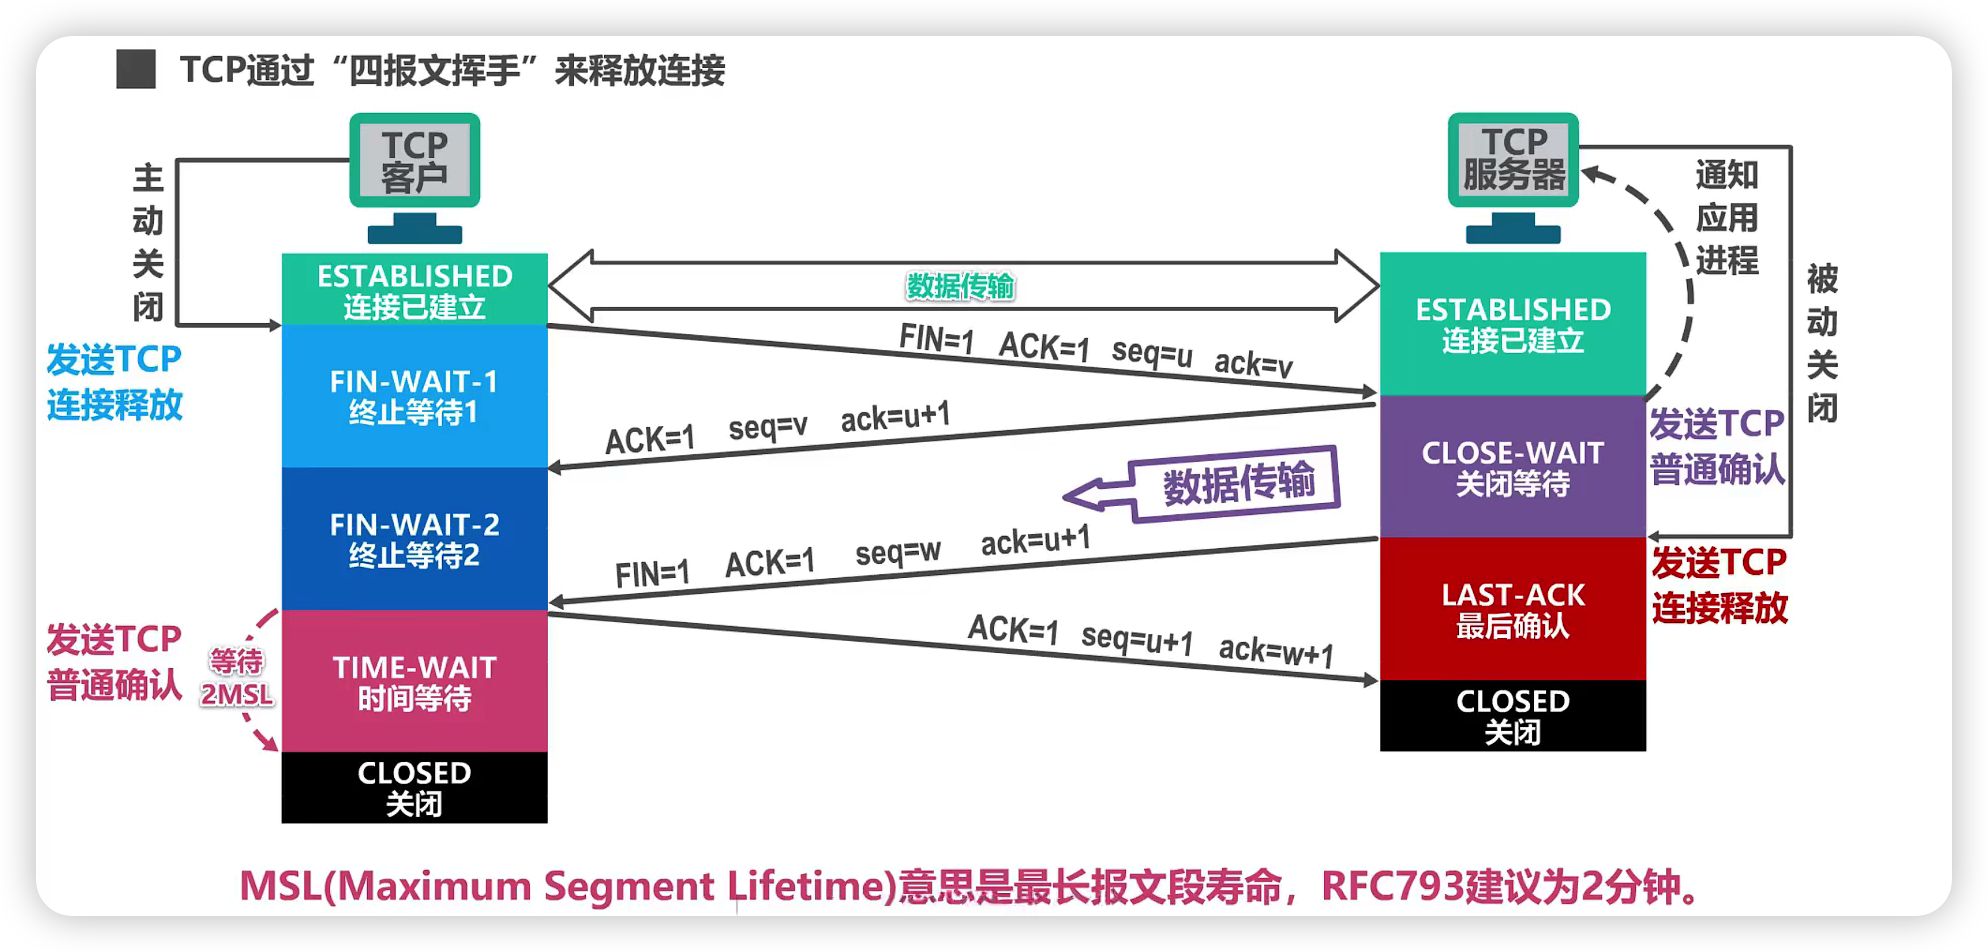 TCP通过“四报文挥手”来释放连接
TCP
客户
TCP
服务器
主动关闭
通知
应用
进程
被动关闭
ESTABLISHED
连接已建立
数据传输
ESTABLISHED
连接已建立
FIN=1 ACK=1 seq=u ack=v
发送TCP
连接释放
FIN-WAIT-1
终止等待1
ACK=1 seq=v ack=u+1
CLOSE-WAIT
关闭等待
发送TCP
普通确认
数据传输
FIN-WAIT-2
终止等待2
FIN=1 ACK=1 seq=w ack=u+1
LAST-ACK
最后确认
发送TCP
连接释放
ACK=1 seq=u+1 ack=w+1
发送TCP
普通确认
等待
2MSL
TIME-WAIT
时间等待
CLOSED
关闭
CLOSED
关闭
MSL(Maximum Segment Lifetime)意思是最长报文段寿命，RFC793建议为2分钟。